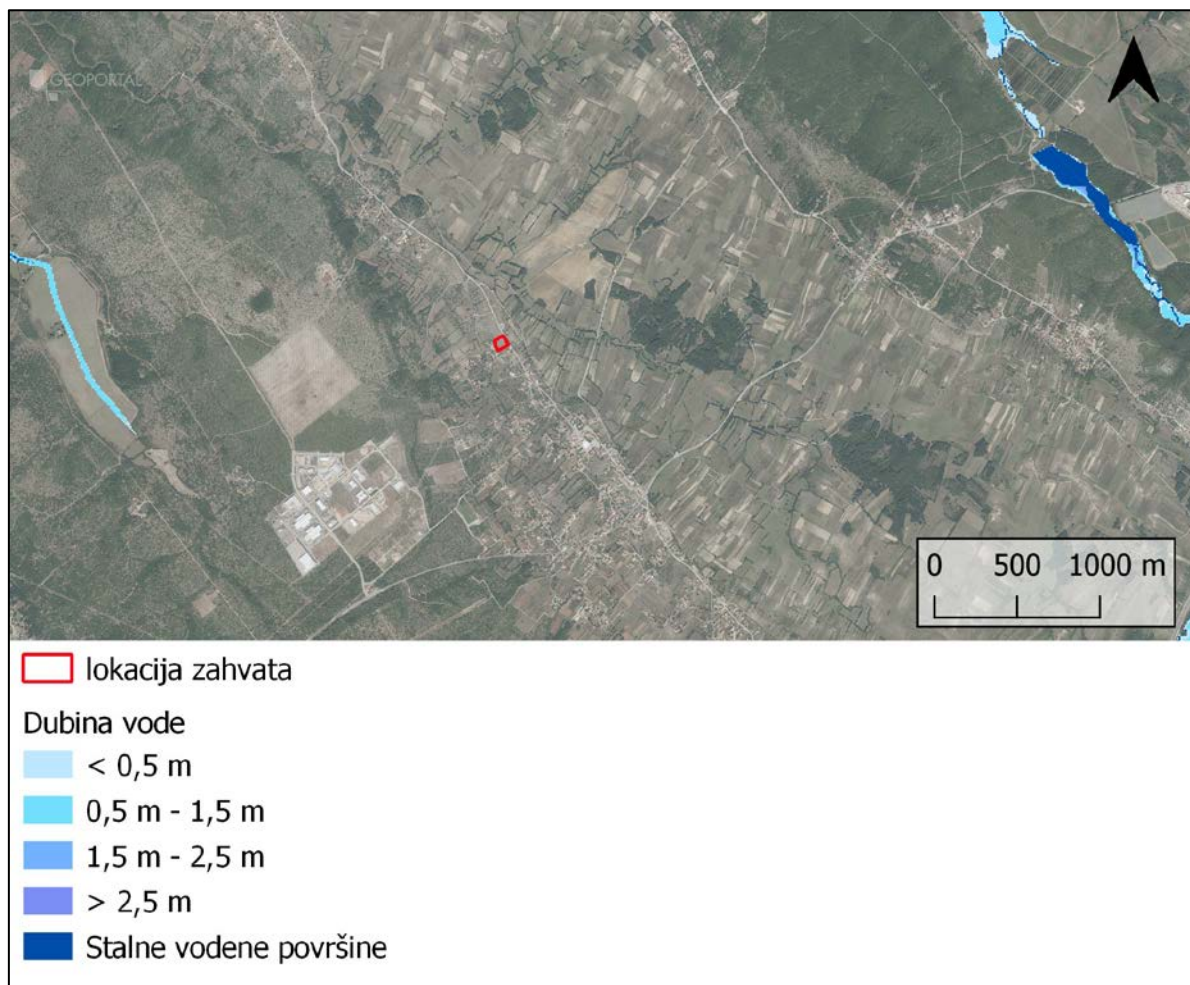 GEOPORTAL
0 500 1000 m
lokacija zahvata
Dubina vode
< 0,5 m
0,5 m - 1,5 m
1,5 m - 2,5 m
> 2,5 m
Stalne vodene površine